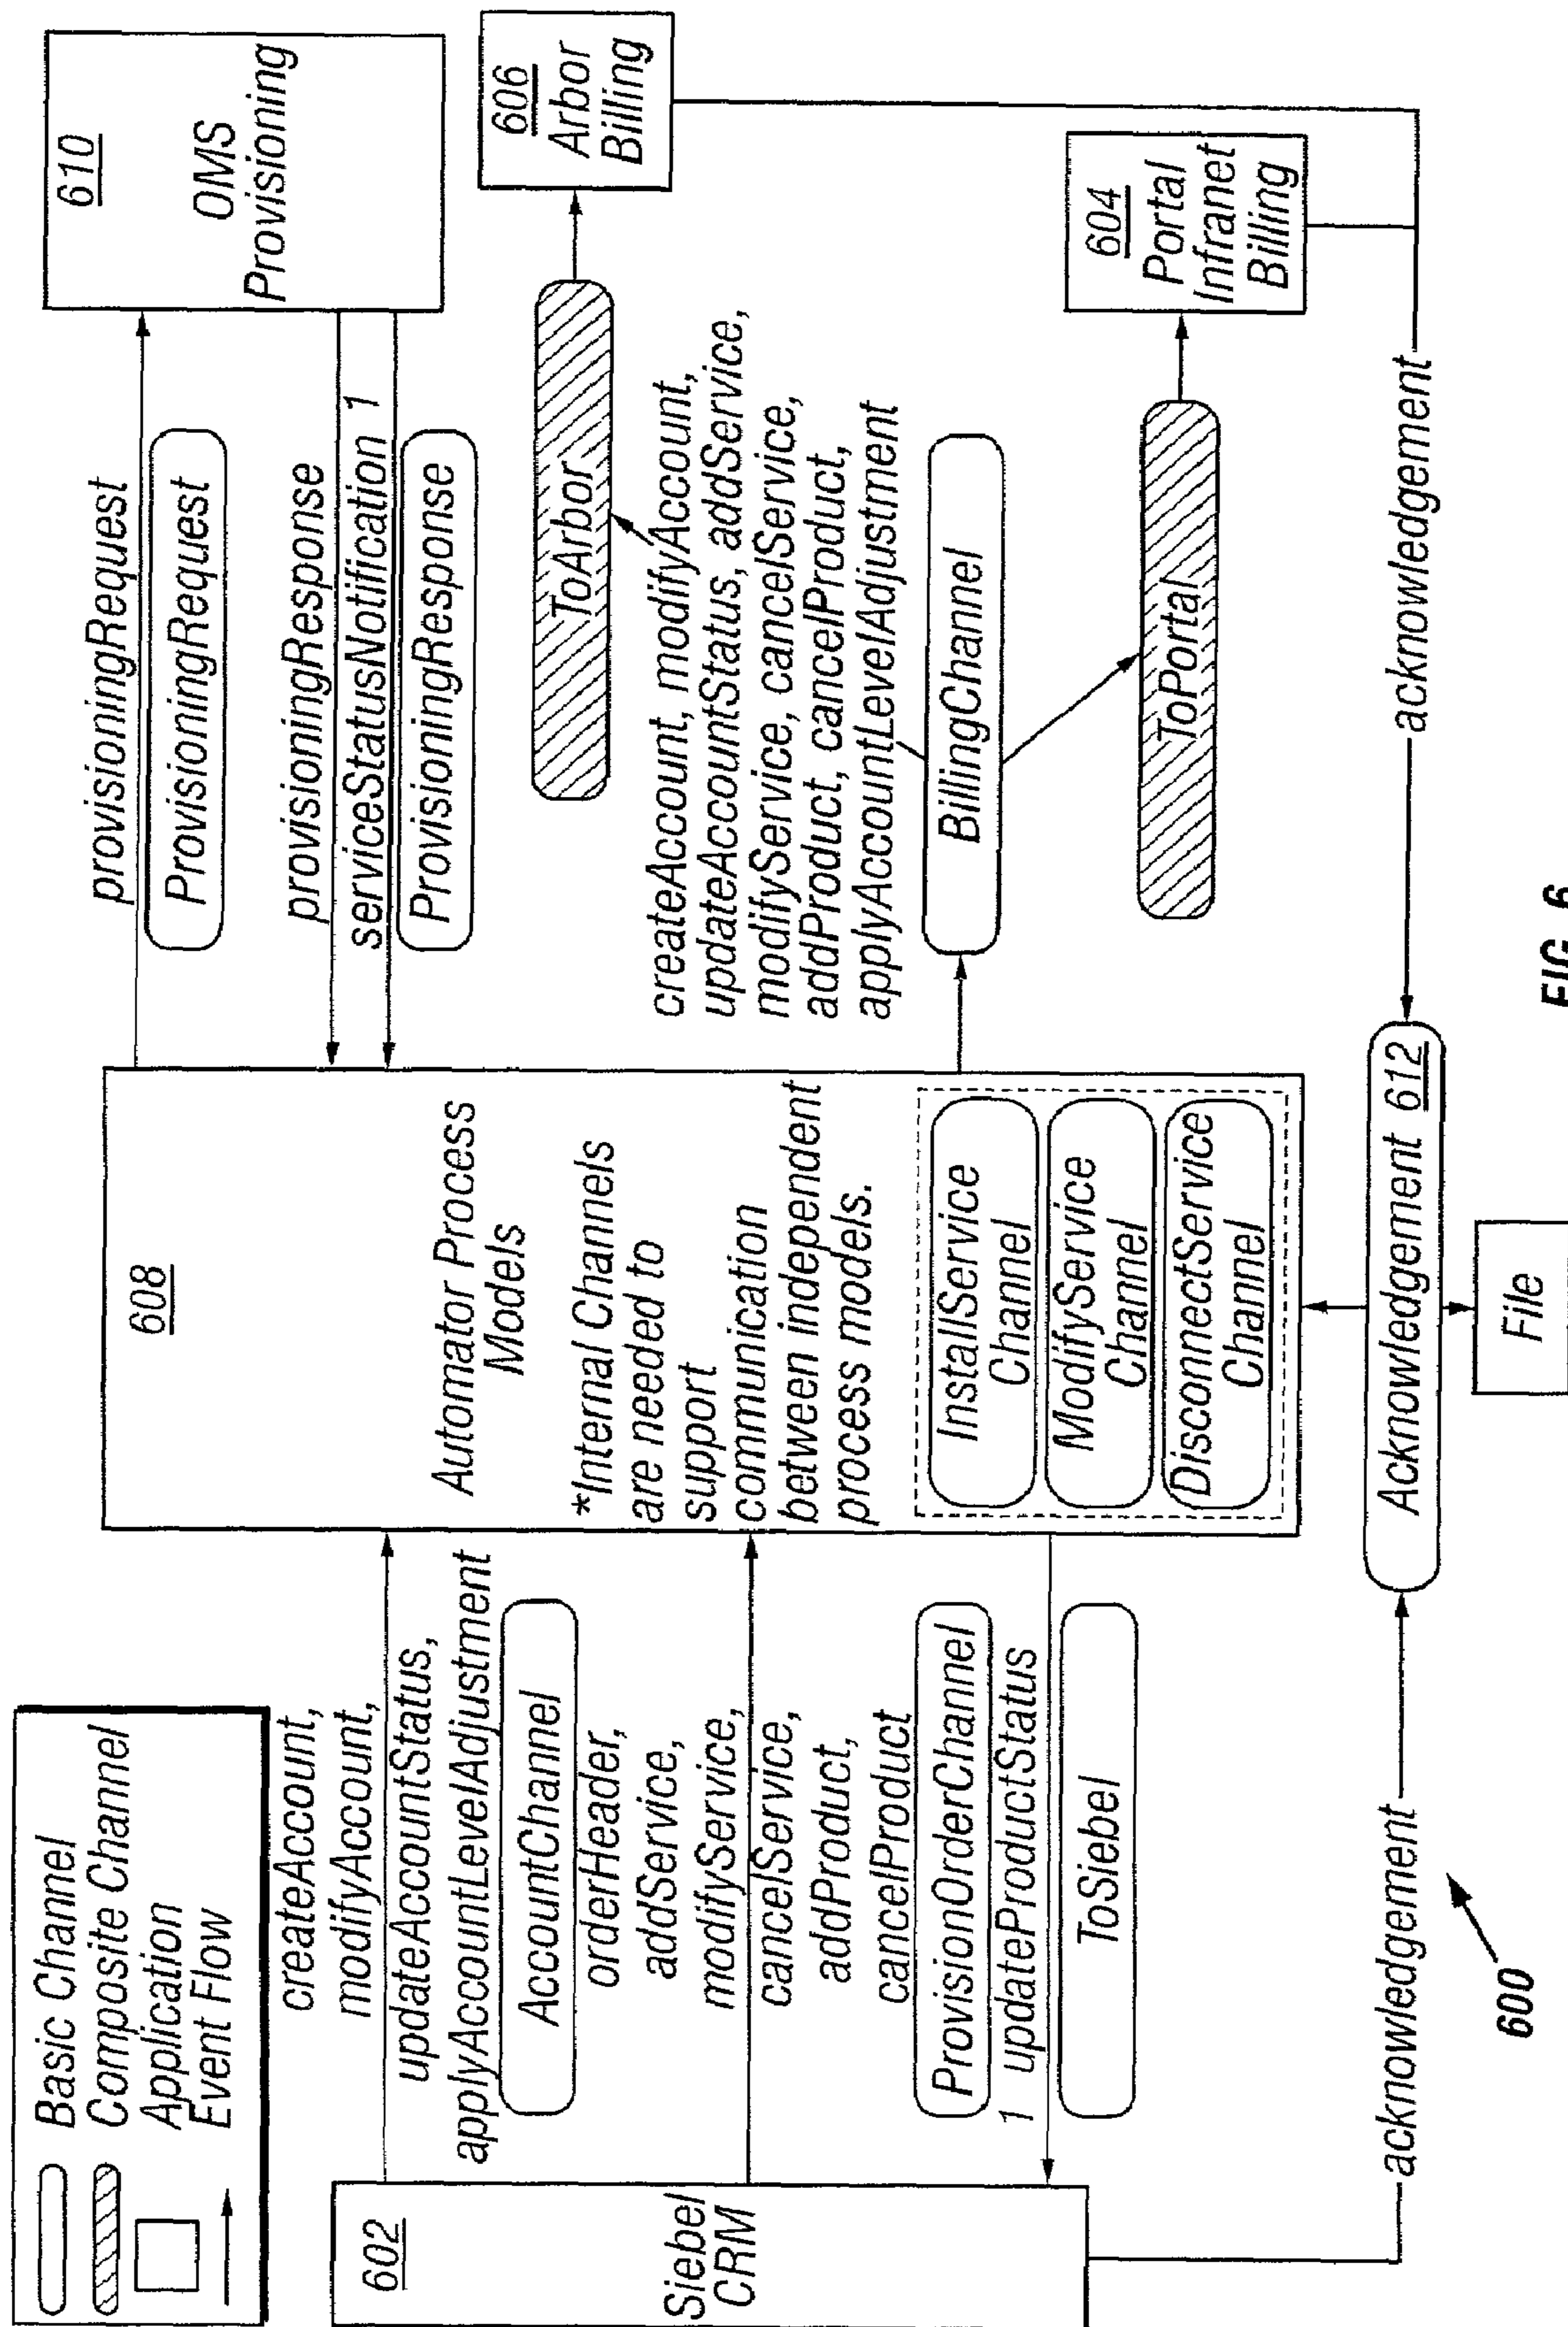 Basic Channel
Composite Channel
Application
Event Flow
602
Siebel
CRM
createAccount,
modifyAccount,
updateAccountStatus,
applyAccountLevelAdjustment
AccountChannel
orderHeader,
addService,
modifyService,
cancelService,
addProduct,
cancelProduct
ProvisionOrderChannel
1 updateProductStatus
ToSiebel
608
Automator Process
Models
*Internal Channels
are needed to
support
communication
between independent
process models.
InstallService
Channel
ModifyService
Channel
DisconnectService
Channel
provisioningRequest
ProvisioningRequest
provisioningResponse
serviceStatusNotification 1
ProvisioningResponse
610
OMS
Provisioning
ToArbor
606
Arbor
Billing
createAccount, modifyAccount,
updateAccountStatus, addService,
modifyService, cancelService,
addProduct, cancelProduct,
applyAccountLevelAdjustment
BillingChannel
ToPortal
604
Portal
Infranet
Billing
acknowledgement
Acknowledgement 612
acknowledgement
File
600
FIG. 6